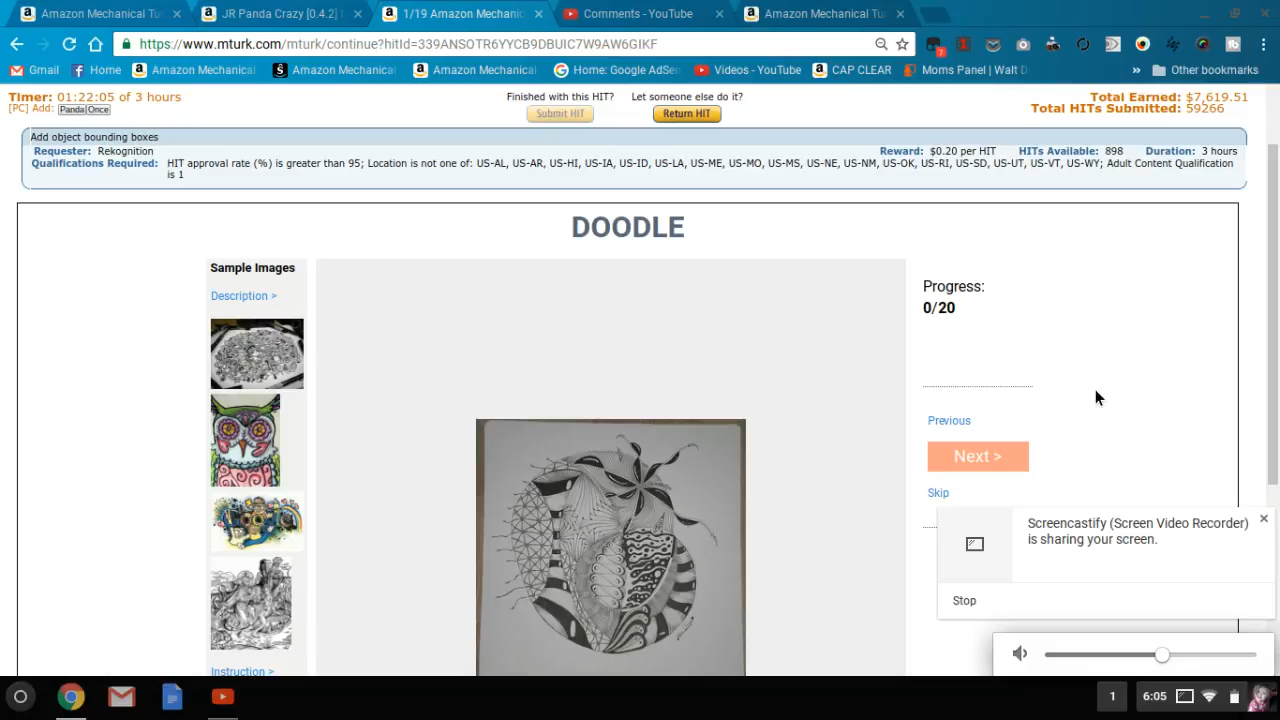 Amazon Mechanical Tu
JR Panda Crazy [0.4.2]
1/19 Amazon Mechanic
Comments - YouTube
Amazon Mechanical Tu
https://www.mturk.com/mturk/continue?hitId=339ANSOTR6YYCB9DBUIC7W9AW6GIKF
7
Gmail
Home
Amazon Mechanical
Amazon Mechanical
Amazon Mechanical
Home: Google AdSen
Videos - YouTube
CAP CLEAR
Moms Panel | Walt D
»
Other bookmarks
Timer: 01:22:05 of 3 hours
[PC] Add: Panda Once
Finished with this HIT?
Let someone else do it?
Submit HIT
Return HIT
Total Earned: $7,619.51
Total HITs Submitted: 59266
Add object bounding boxes
Requester: Rekognition
Reward: $0.20 per HIT
HITs Available: 898
Duration: 3 hours
Qualifications Required: HIT approval rate (%) is greater than 95; Location is not one of: US-AL, US-AR, US-HI, US-IA, US-ID, US-LA, US-ME, US-MO, US-MS, US-NE, US-NM, US-OK, US-RI, US-SD, US-UT, US-VT, US-WY; Adult Content Qualification
is 1
DOODLE
Sample Images
Description >
Instruction >
Progress:
0/20
Previous
Next >
Skip
Screencastify (Screen Video Recorder)
is sharing your screen.
Stop
1
6:05